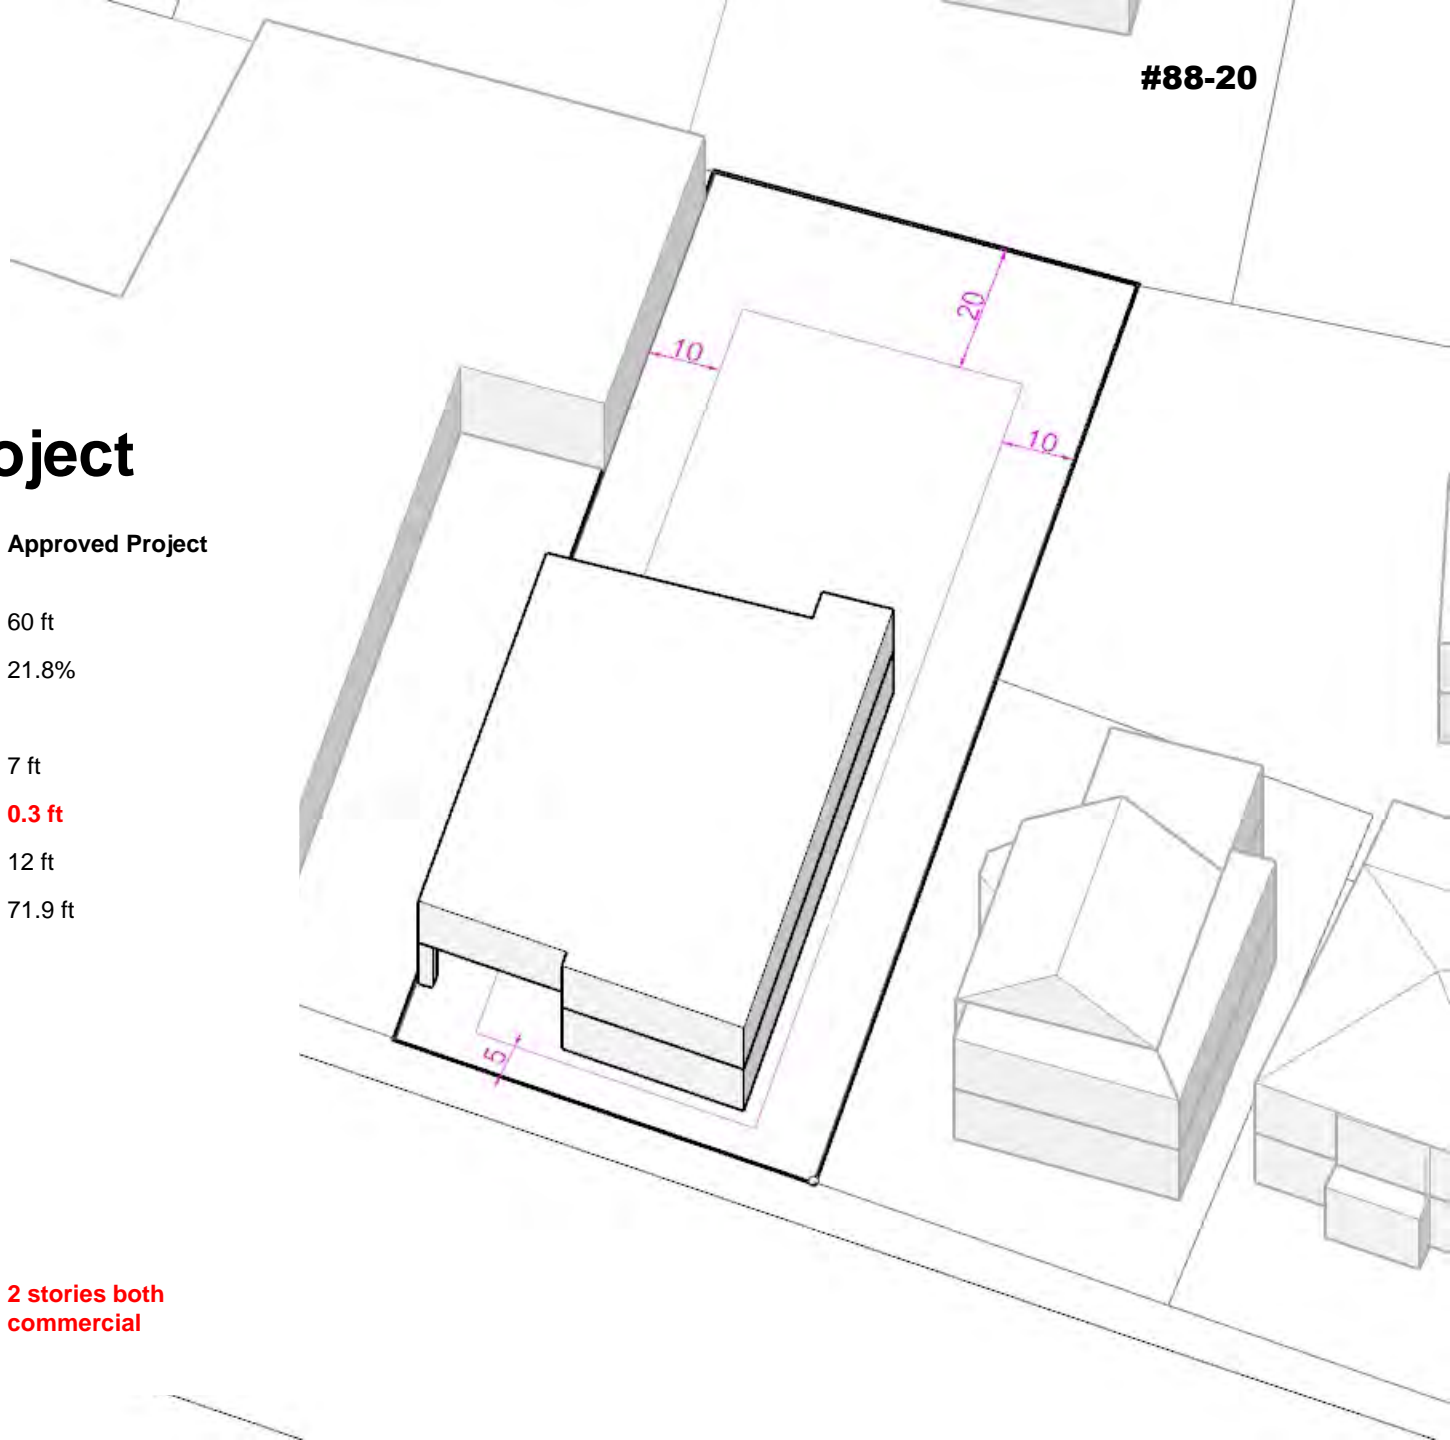 #88-20
20
10
10
oject
Approved Project
60 ft
21.8%
7 ft
0.3 ft
12 ft
71.9 ft
5
2 stories both
commercial